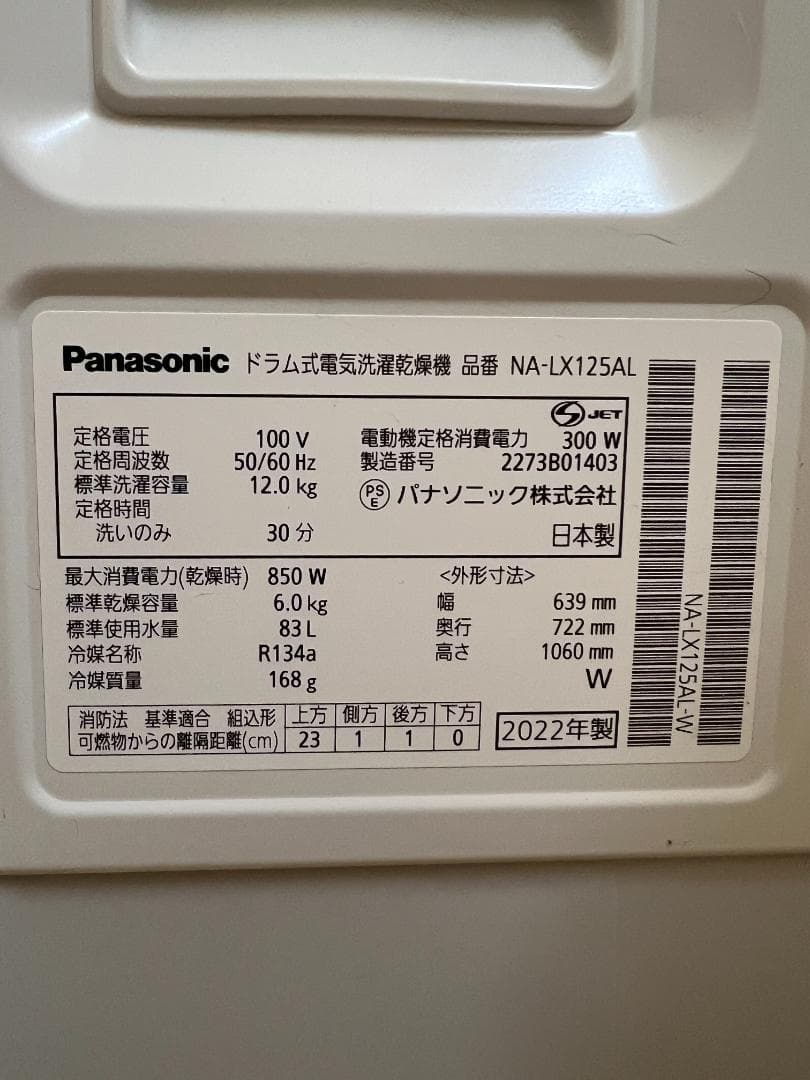 Panasonic ドラム式電気洗濯乾燥機 品番 NA-LX125AL
JET
定格電圧 100 V 電動機定格消費電力 300 W
定格周波数 50/60 Hz 製造番号 2273B01403
標準洗濯容量 12.0 kg PSE パナソニック株式会社
定格時間
洗いのみ 30 分 日本製
最大消費電力(乾燥時) 850 W <外形寸法>
標準乾燥容量 6.0 kg 幅 639 mm
標準使用水量 83 L 奥行 722 mm
冷媒名称 R134a 高さ 1060 mm
冷媒質量 168 g W
消防法 基準適合 組込形 上方 側方 後方 下方
可燃物からの離隔距離(cm) 23 1 1 0
2022年製
NA-LX125AL-W